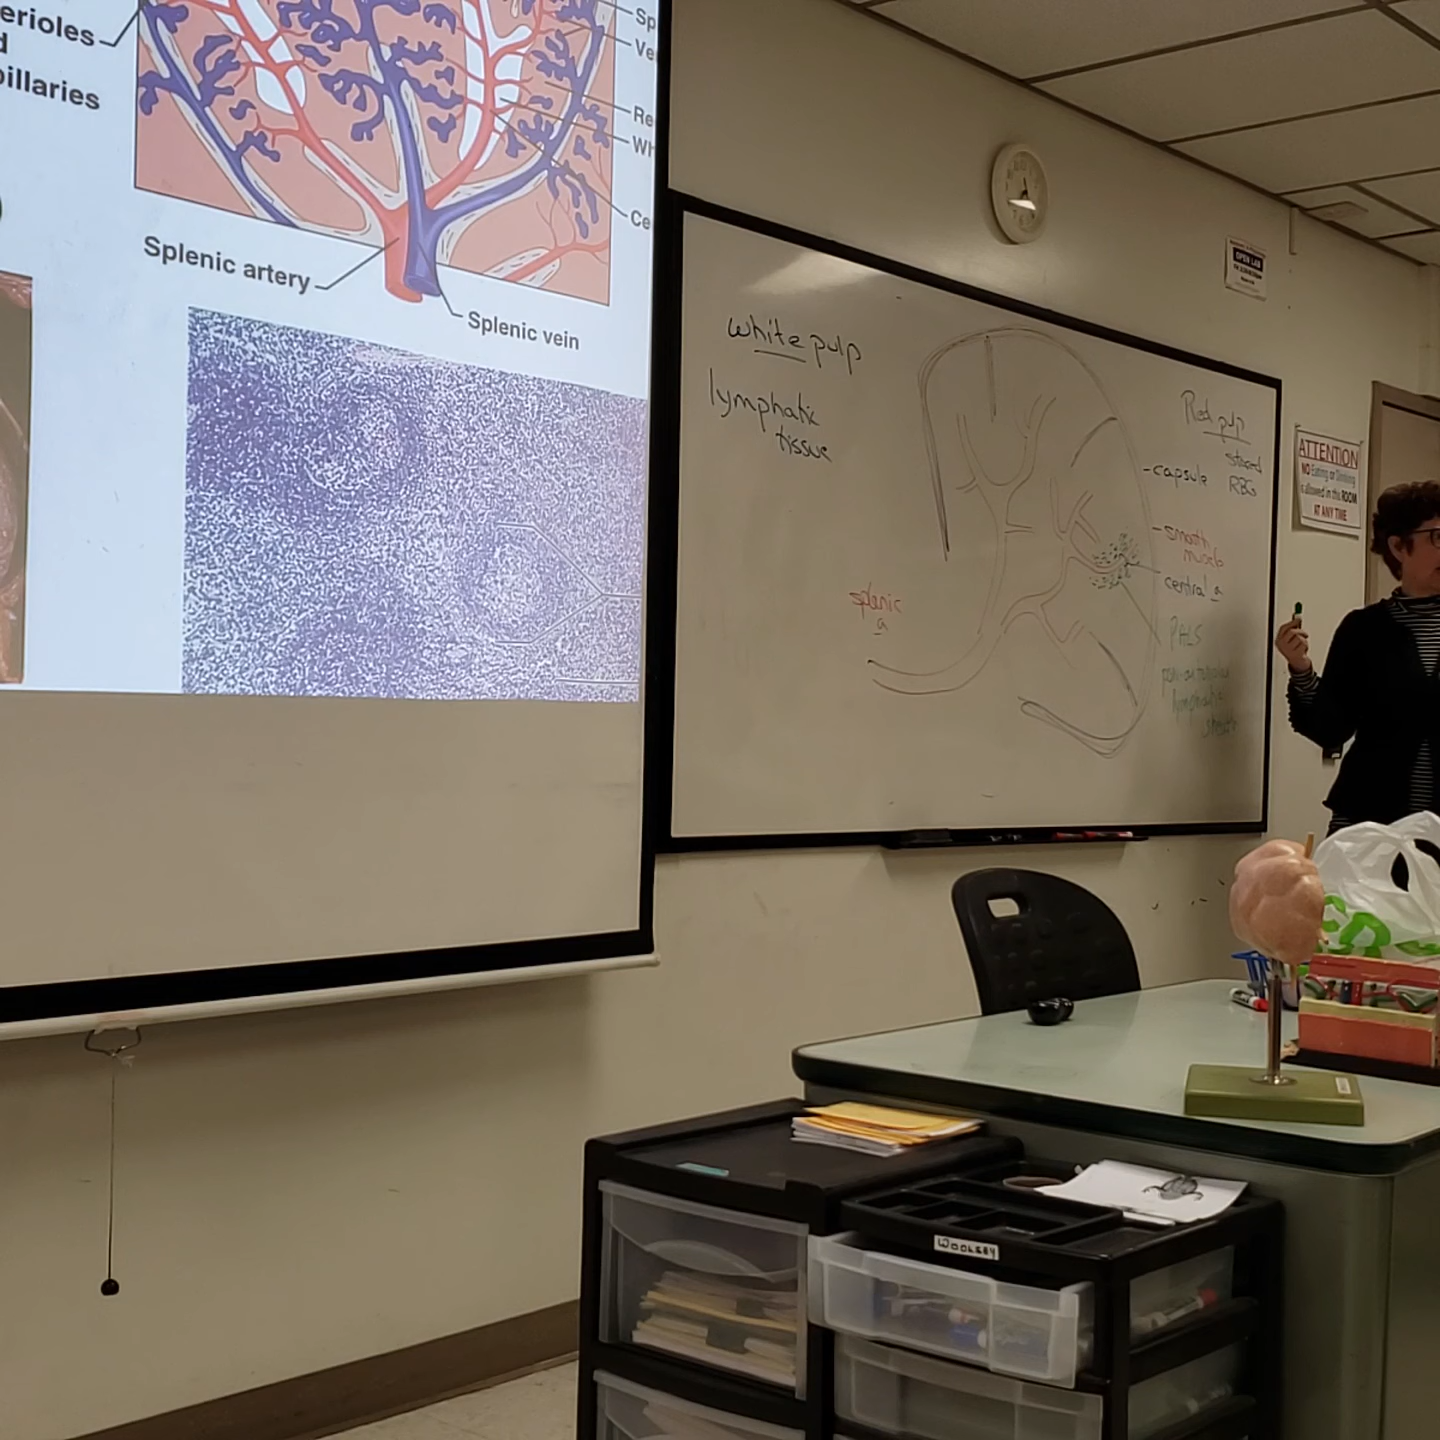 erioles
d
pillaries
Sp
Ve
Re
Wh
Ce
Splenic artery
Splenic vein
white pulp
lymphatic
tissue
splenic
a
Red pulp
stored
RBCs
capsule
smooth
muscle
central a
PALS
peri-arteriolar
lymphatic
sheath
OPEN LAB
ATTENTION
NO Eating or Drinking
is allowed in this ROOM
AT ANY TIME
WOOLSEY